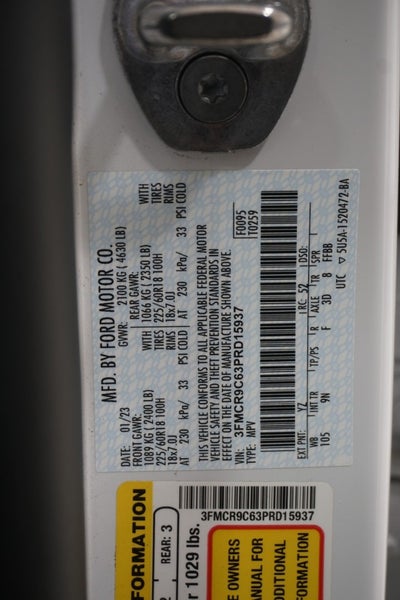 MFD. BY FORD MOTOR CO.
DATE: 01/23 GVWR: 2100 KG ( 4630 LB)
FRONT GAWR: REAR GAWR:
1089 KG ( 2400 LB) WITH 1066 KG ( 2350 LB) WITH
225/60R18 100H TIRES 225/60R18 100H TIRES
18x7.0J RIMS 18x7.0J RIMS
AT 230 kPa/ 33 PSI COLD AT 230 kPa/ 33 PSI COLD
THIS VEHICLE CONFORMS TO ALL APPLICABLE FEDERAL MOTOR
VEHICLE SAFETY AND THEFT PREVENTION STANDARDS IN
EFFECT ON THE DATE OF MANUFACTURE SHOWN ABOVE.
VIN: 3FMCR9C63PRD15937 F0095
TYPE: MPV T0259
EXT PNT: YZ RC: 52 DSO:
WB INT TR TP/PS R AXLE TR SPR
105 9N F 3D 8 FFBB
UTC ▽ 5U5A-1520472-BA
FORMATION
REAR: 3
r 1029 lbs.
3FMCR9C63PRD15937
E OWNERS
ANUAL FOR
DDITIONAL
ORMATION